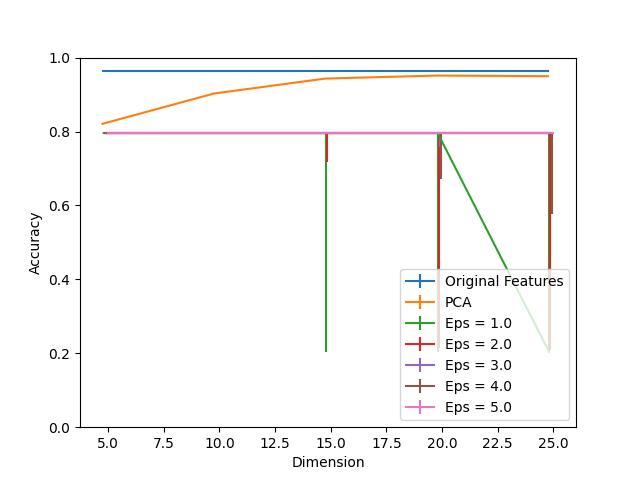 1.0
0.8
0.6
0.4
0.2
0.0
Accuracy
Original Features
PCA
Eps = 1.0
Eps = 2.0
Eps = 3.0
Eps = 4.0
Eps = 5.0
5.0 7.5 10.0 12.5 15.0 17.5 20.0 22.5 25.0
Dimension